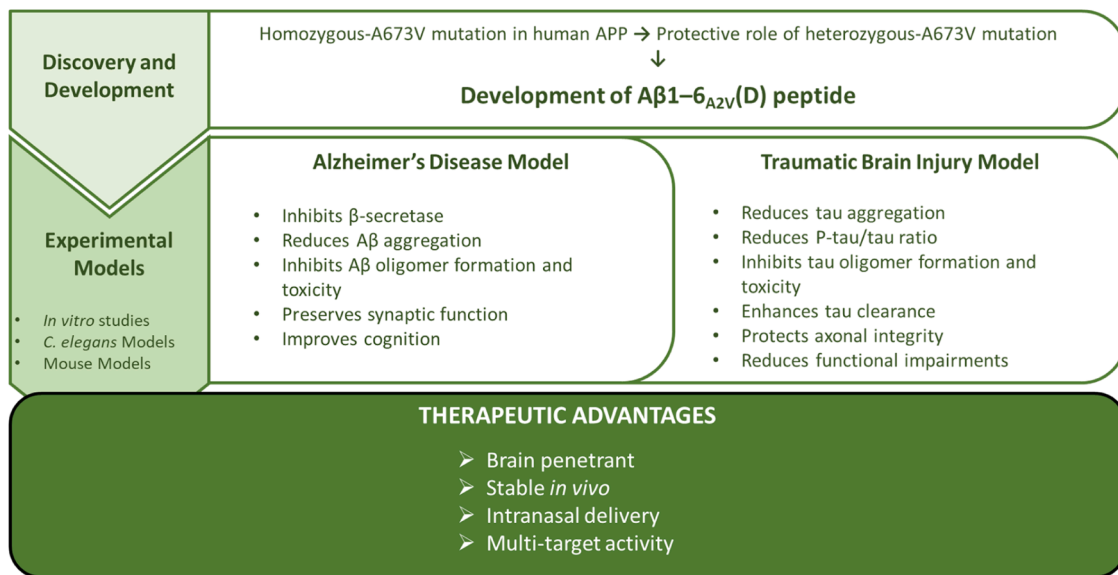 Discovery and
Development
Homozygous-A673V mutation in human APP → Protective role of heterozygous-A673V mutation
↓
Development of Aβ1–6A2V(D) peptide
Experimental
Models
• In vitro studies
• C. elegans Models
• Mouse Models
Alzheimer's Disease Model
• Inhibits β-secretase
• Reduces Aβ aggregation
• Inhibits Aβ oligomer formation and
toxicity
• Preserves synaptic function
• Improves cognition
Traumatic Brain Injury Model
• Reduces tau aggregation
• Reduces P-tau/tau ratio
• Inhibits tau oligomer formation and
toxicity
• Enhances tau clearance
• Protects axonal integrity
• Reduces functional impairments
THERAPEUTIC ADVANTAGES
➢ Brain penetrant
➢ Stable in vivo
➢ Intranasal delivery
➢ Multi-target activity